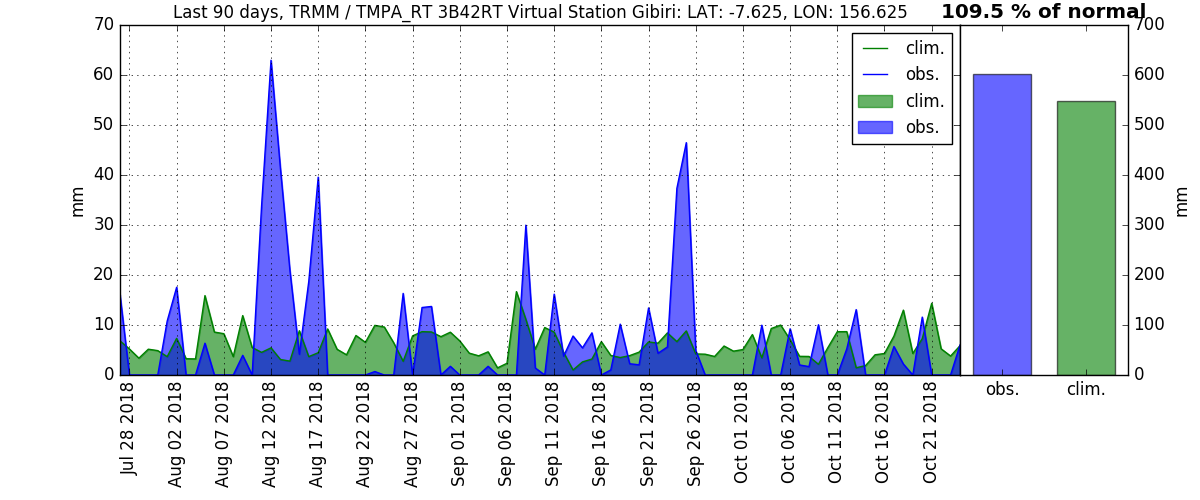 Last 90 days, TRMM / TMPA_RT 3B42RT Virtual Station Gibiri: LAT: -7.625, LON: 156.625
109.5 % of normal
70
60
50
40
30
20
10
0
mm
clim.
obs.
clim.
obs.
700
600
500
400
300
200
100
0
mm
Jul 28 2018
Aug 02 2018
Aug 07 2018
Aug 12 2018
Aug 17 2018
Aug 22 2018
Aug 27 2018
Sep 01 2018
Sep 06 2018
Sep 11 2018
Sep 16 2018
Sep 21 2018
Sep 26 2018
Oct 01 2018
Oct 06 2018
Oct 11 2018
Oct 16 2018
Oct 21 2018
obs.
clim.